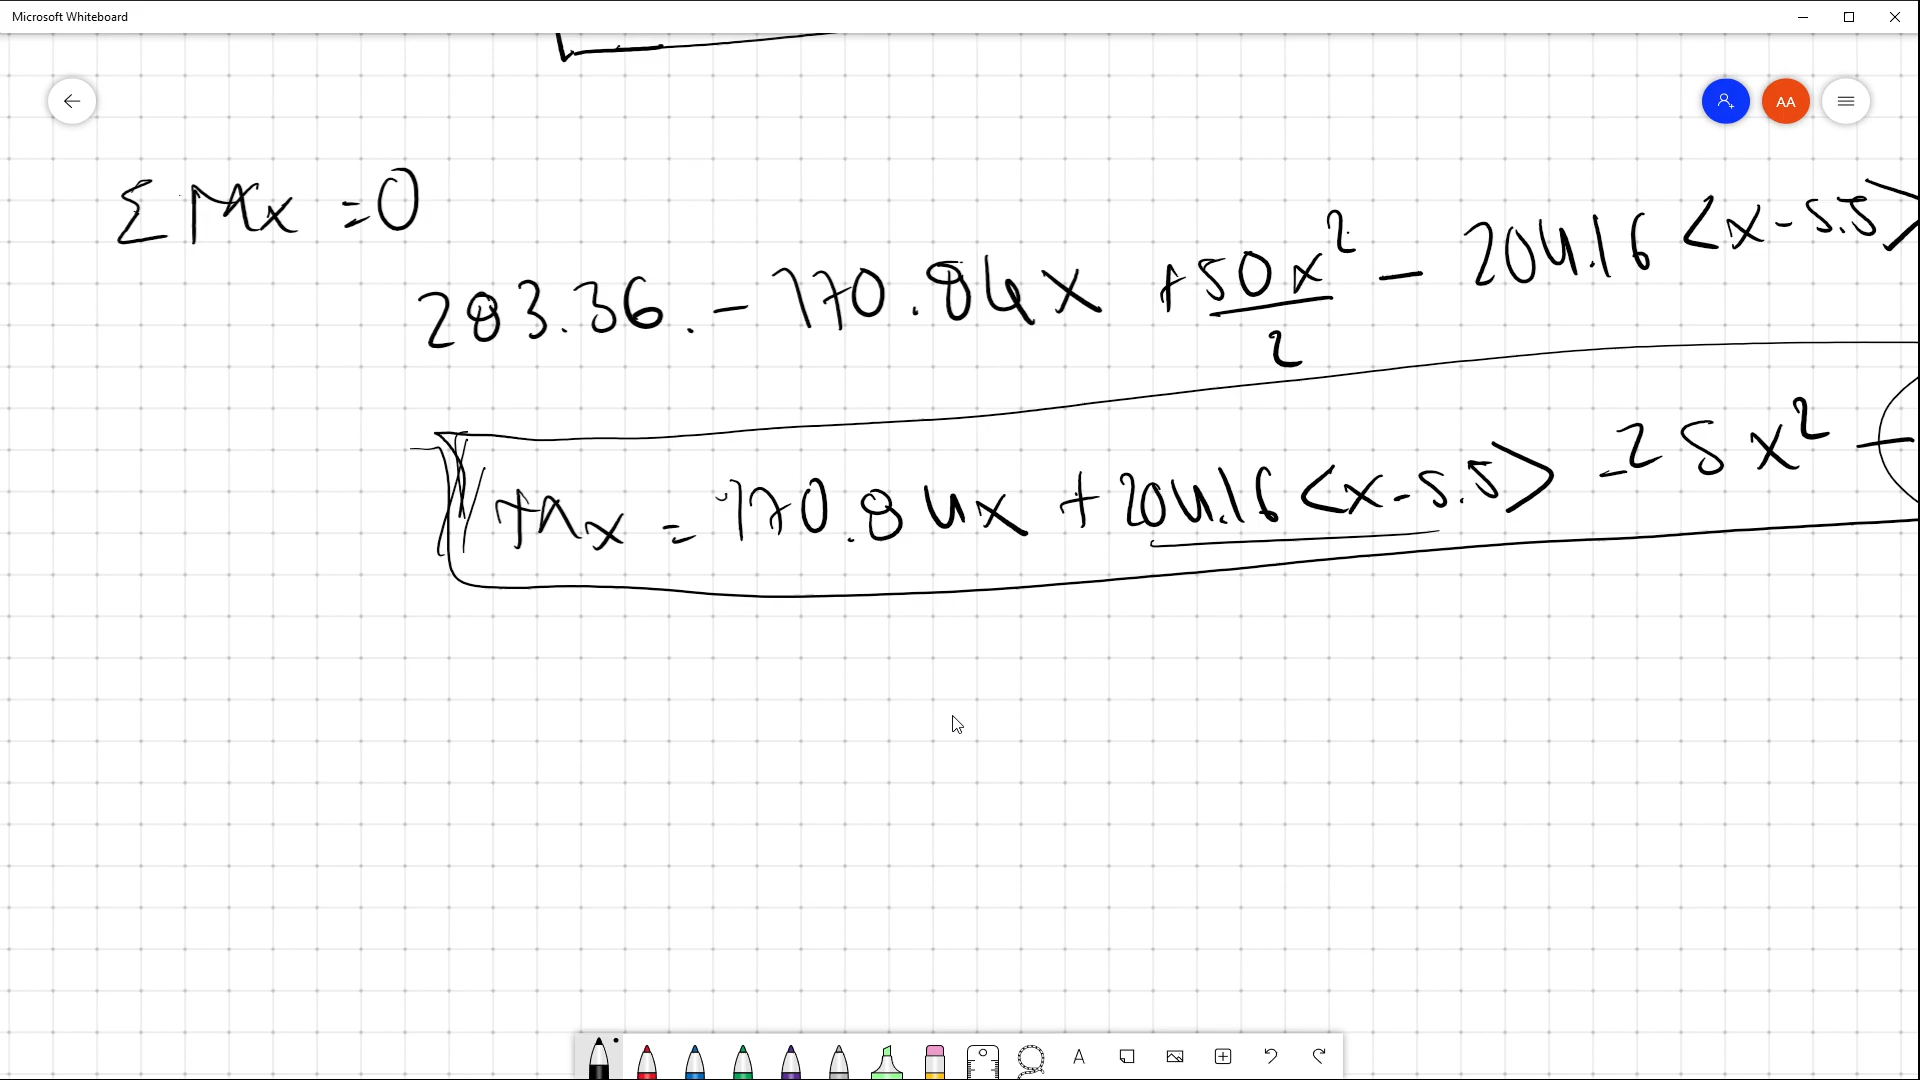 Microsoft Whiteboard
AA
Σ Mx = 0
283.36. - 170.84x + 50x² / 2 - 204.16 <x - 5.5>
Mx = 170.84x + 204.16 <x - 5.5> - 25x² -
A